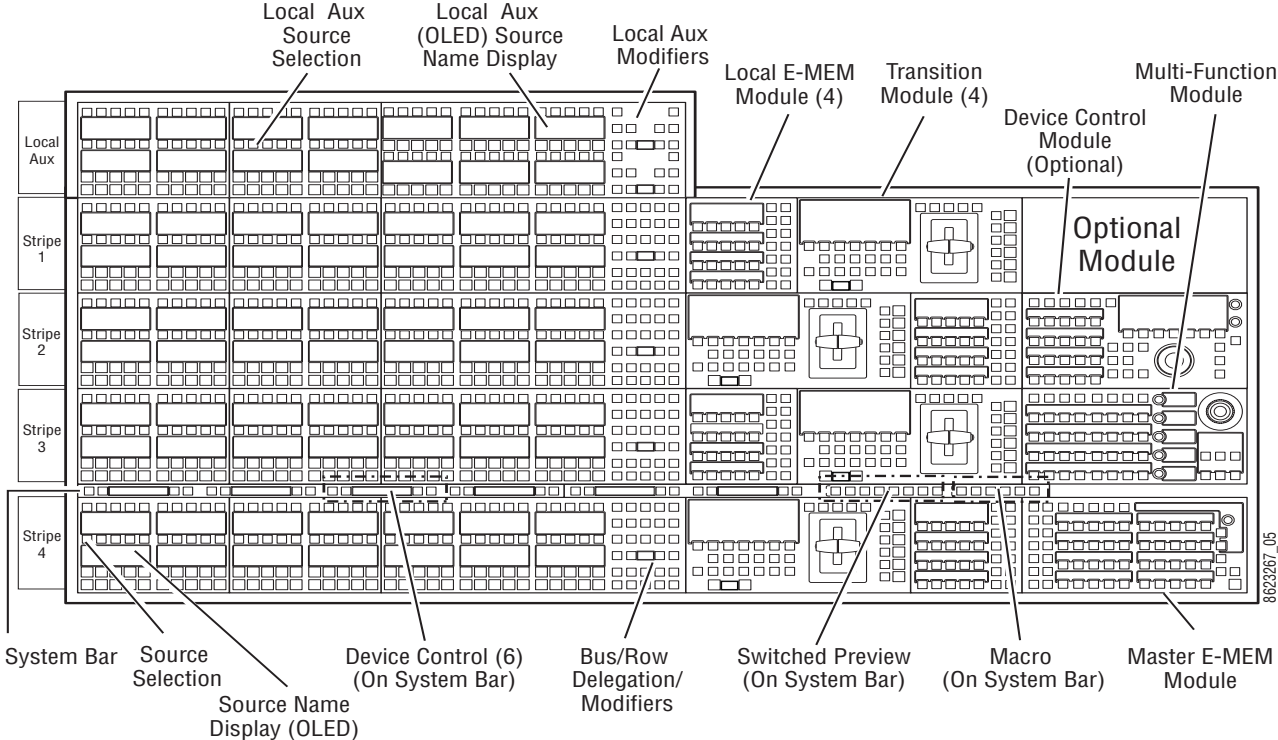 Local Aux
Source
Selection
Local Aux
(OLED) Source
Name Display
Local Aux
Modifiers
Local E-MEM
Module (4)
Transition
Module (4)
Multi-Function
Module
Device Control
Module
(Optional)
Local
Aux
Stripe
1
Optional
Module
Stripe
2
Stripe
3
Stripe
4
8623267_05
System Bar
Source
Selection
Source Name
Display (OLED)
Device Control (6)
(On System Bar)
Bus/Row
Delegation/
Modifiers
Switched Preview
(On System Bar)
Macro
(On System Bar)
Master E-MEM
Module